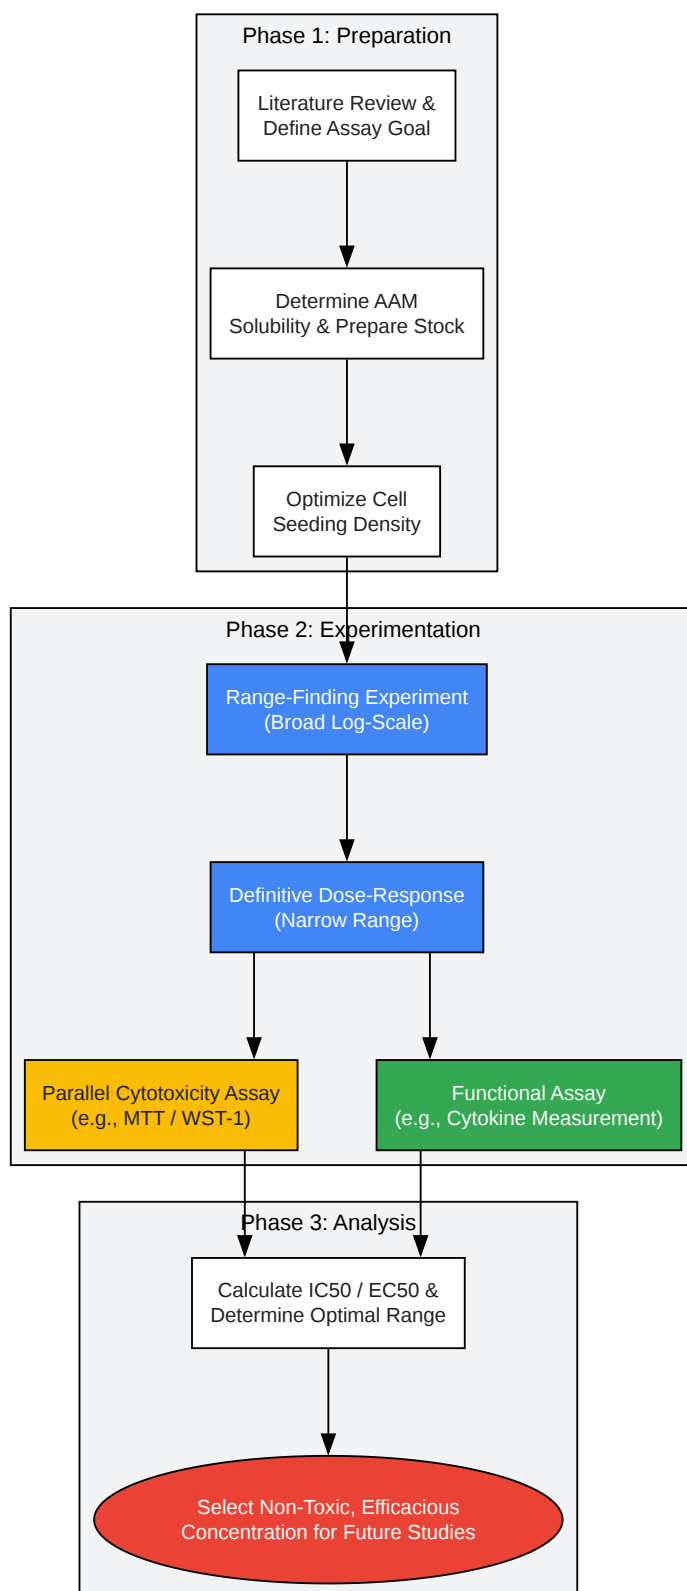 Phase 1: Preparation
Literature Review &
Define Assay Goal
Determine AAM
Solubility & Prepare Stock
Optimize Cell
Seeding Density
Phase 2: Experimentation
Range-Finding Experiment
(Broad Log-Scale)
Definitive Dose-Response
(Narrow Range)
Parallel Cytotoxicity Assay
(e.g., MTT / WST-1)
Functional Assay
(e.g., Cytokine Measurement)
Phase 3: Analysis
Calculate IC50 / EC50 &
Determine Optimal Range
Select Non-Toxic, Efficacious
Concentration for Future Studies